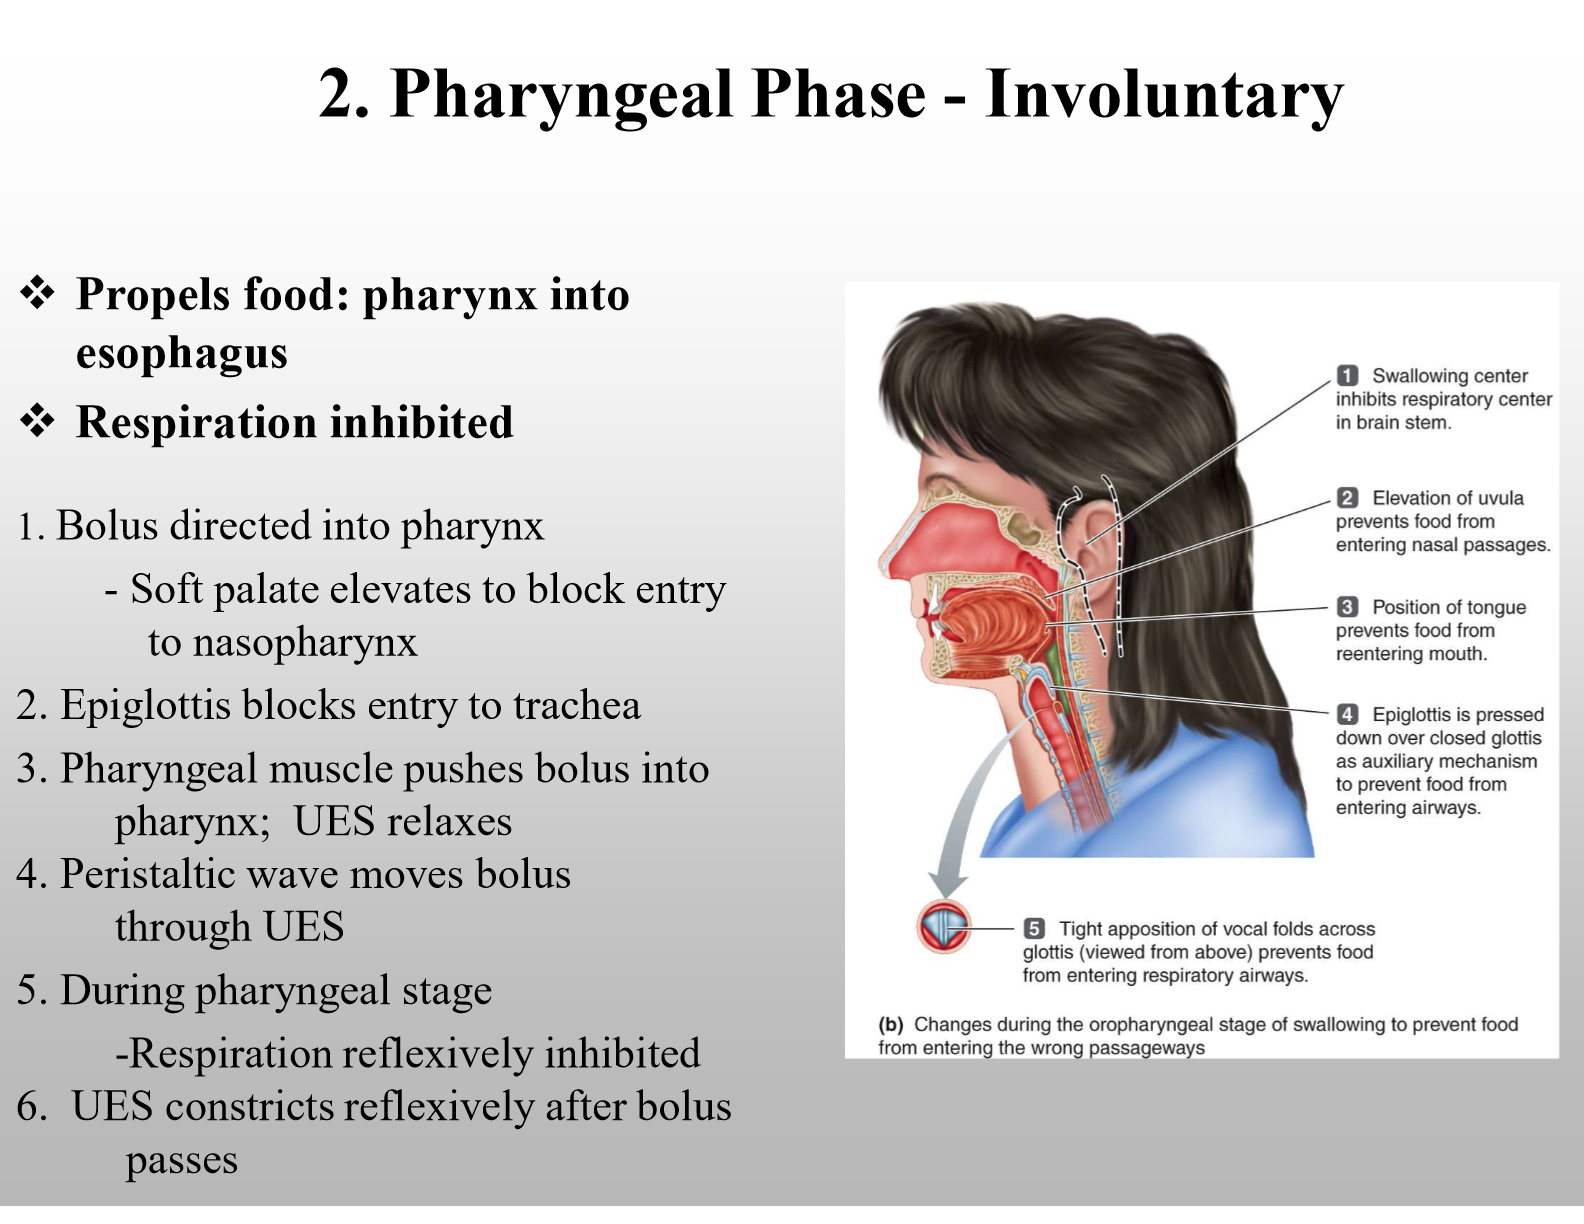 2. Pharyngeal Phase - Involuntary
❖ Propels food: pharynx into
esophagus
❖ Respiration inhibited
1. Bolus directed into pharynx
- Soft palate elevates to block entry
to nasopharynx
2. Epiglottis blocks entry to trachea
3. Pharyngeal muscle pushes bolus into
pharynx;  UES relaxes
4. Peristaltic wave moves bolus
through UES
5. During pharyngeal stage
-Respiration reflexively inhibited
6.  UES constricts reflexively after bolus
passes
1 Swallowing center
inhibits respiratory center
in brain stem.
2 Elevation of uvula
prevents food from
entering nasal passages.
3 Position of tongue
prevents food from
reentering mouth.
4 Epiglottis is pressed
down over closed glottis
as auxiliary mechanism
to prevent food from
entering airways.
5 Tight apposition of vocal folds across
glottis (viewed from above) prevents food
from entering respiratory airways.
(b) Changes during the oropharyngeal stage of swallowing to prevent food
from entering the wrong passageways